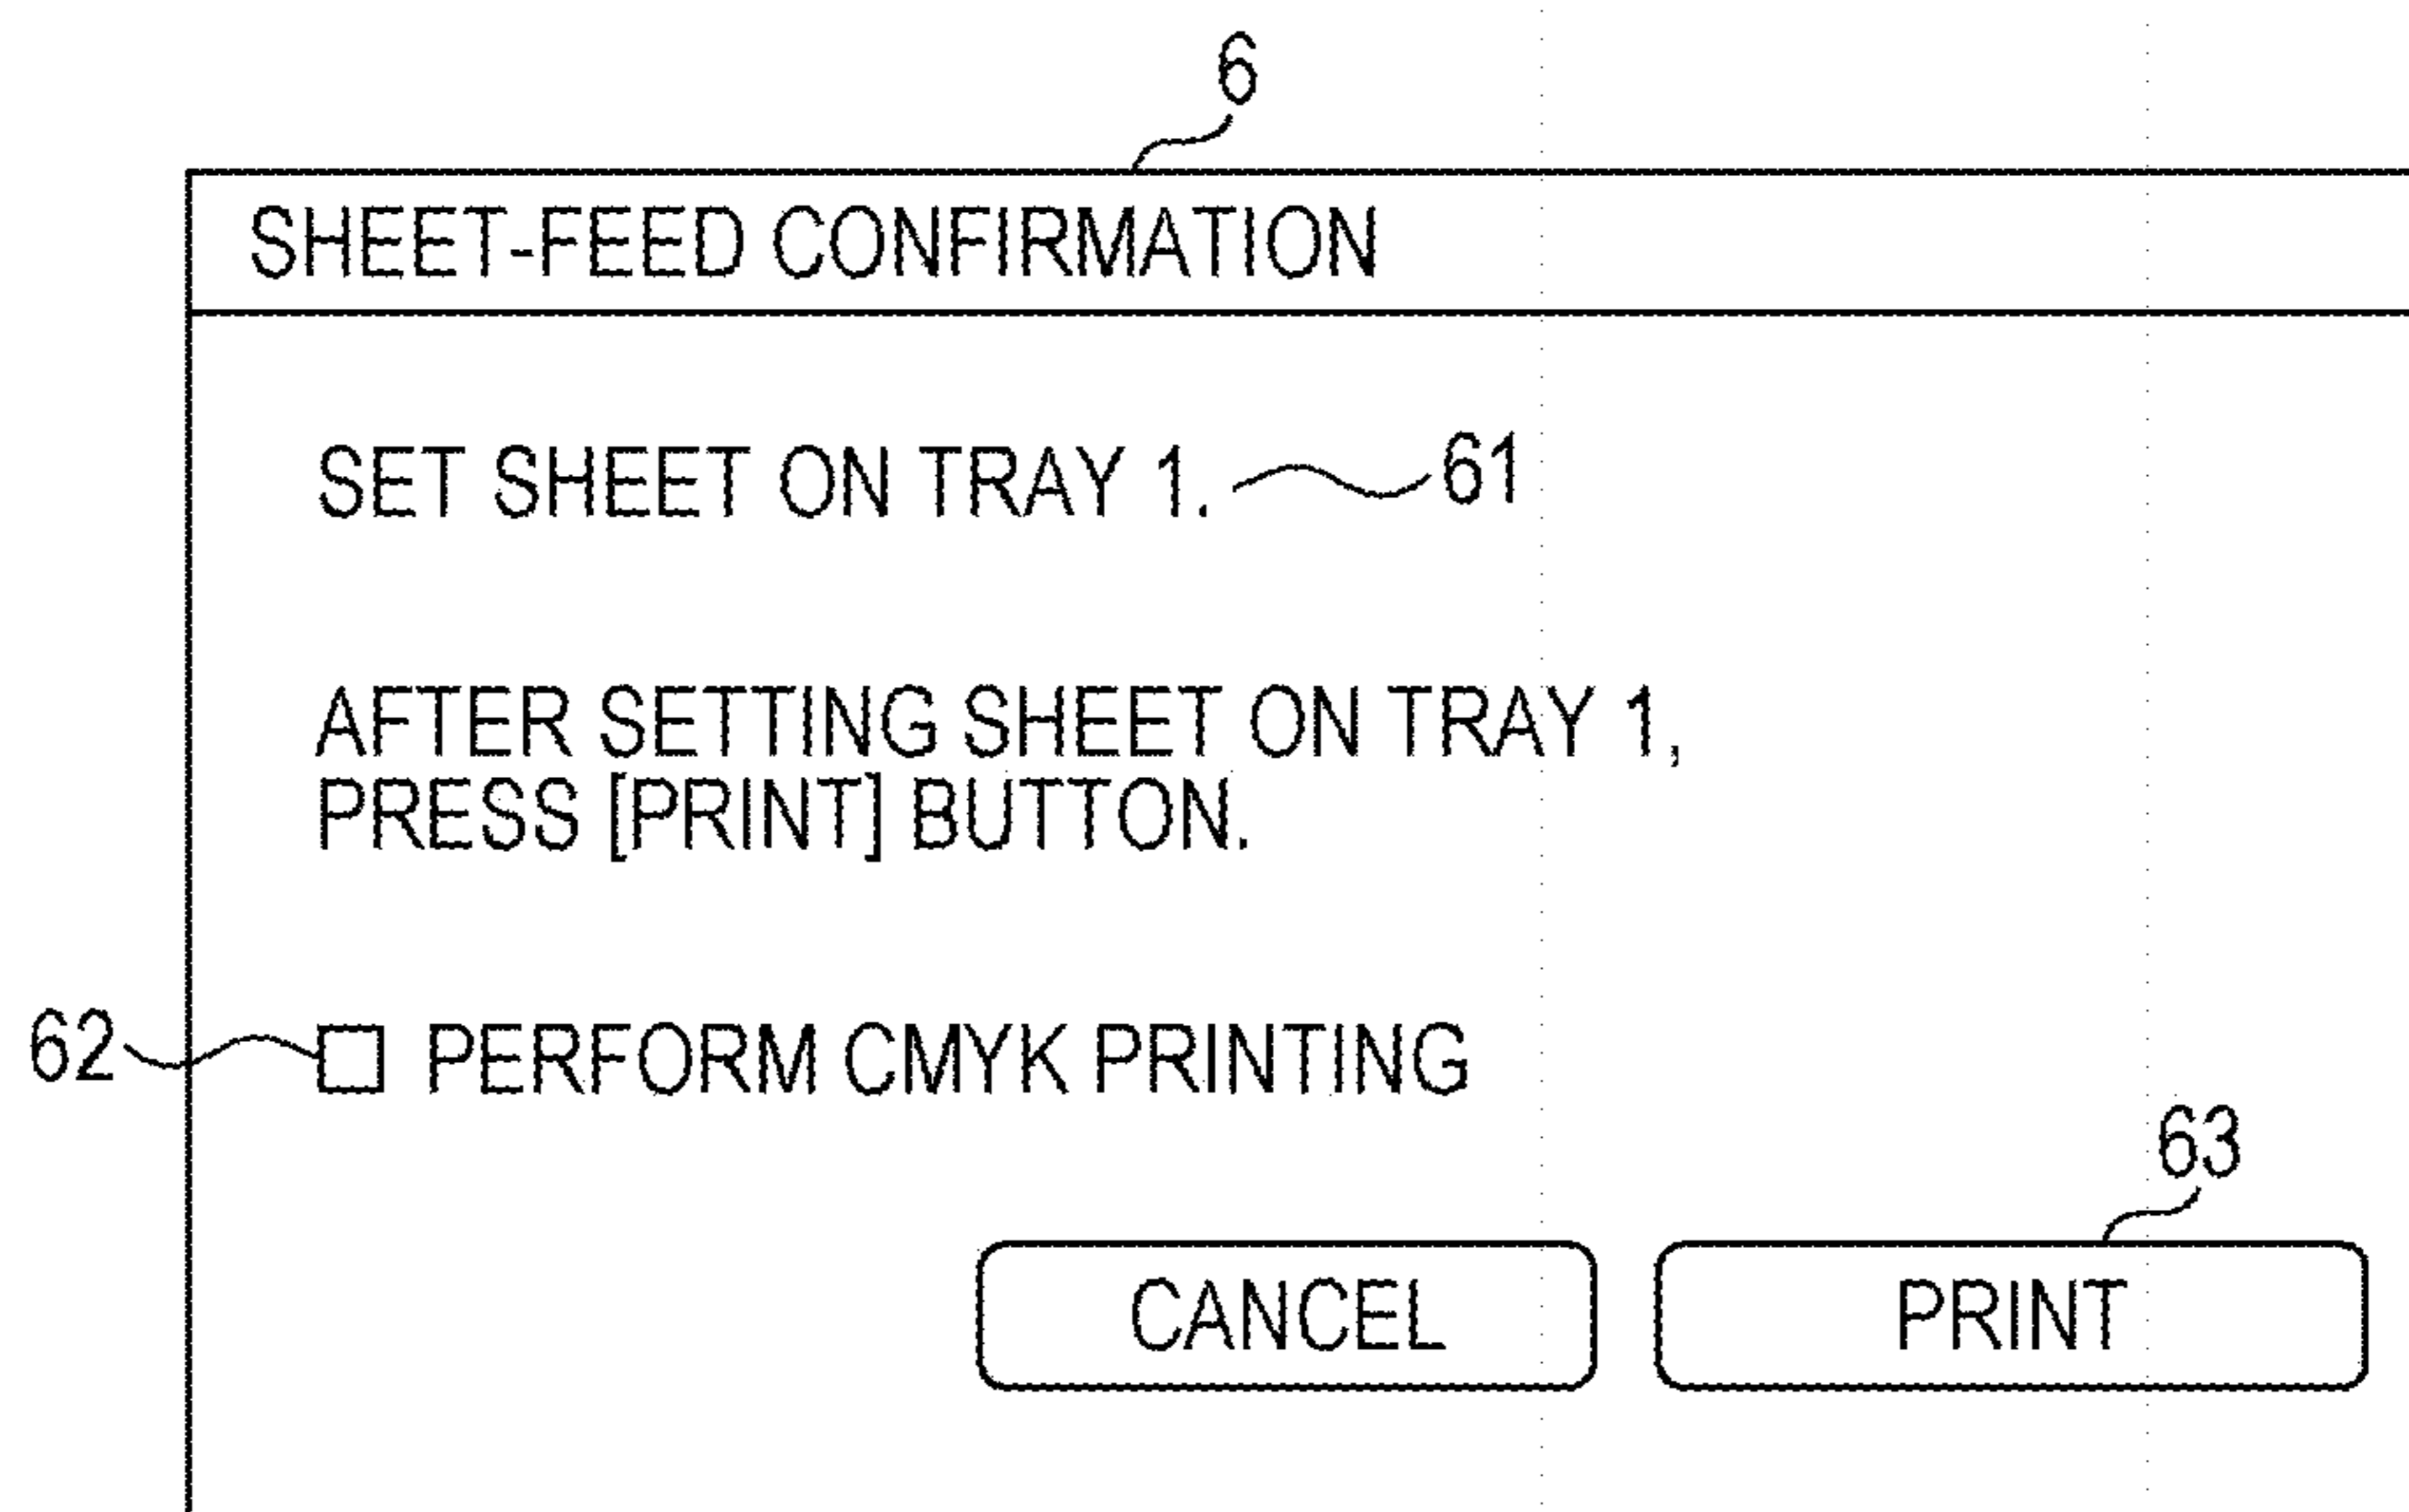 6
SHEET-FEED CONFIRMATION
SET SHEET ON TRAY 1. 61
AFTER SETTING SHEET ON TRAY 1,
PRESS [PRINT] BUTTON.
62 PERFORM CMYK PRINTING
63
CANCEL PRINT